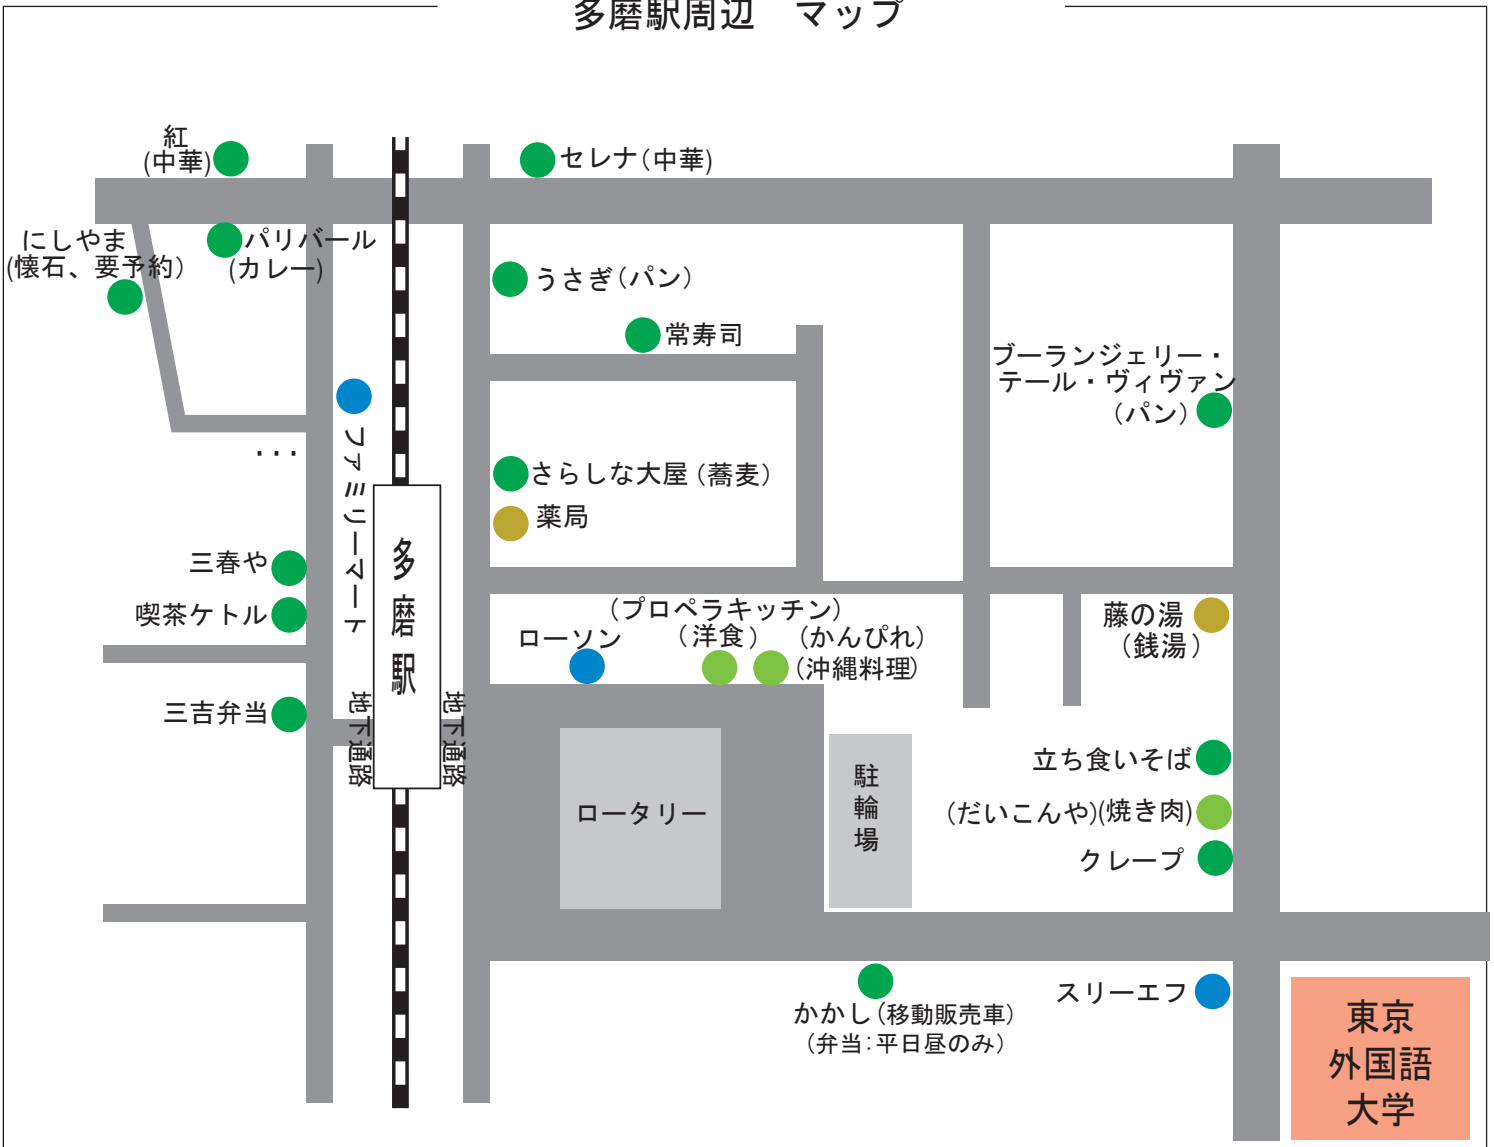 多磨駅周辺　マップ
紅
(中華)
セレナ(中華)
にしやま
(懐石、要予約)
パリバール
(カレー)
うさぎ(パン)
常寿司
ブーランジェリー・
テール・ヴィヴァン
(パン)
ファミリーマート
...
さらしな大屋(蕎麦)
薬局
多磨駅
三春や
喫茶ケトル
(プロペラキッチン)
(洋食)
ローソン
(かんぴれ)
(沖縄料理)
藤の湯
(銭湯)
三吉弁当
地下通路
地下通路
ロータリー
駐輪場
立ち食いそば
(だいこんや)(焼き肉)
クレープ
かかし(移動販売車)
(弁当:平日昼のみ)
スリーエフ
東京
外国語
大学